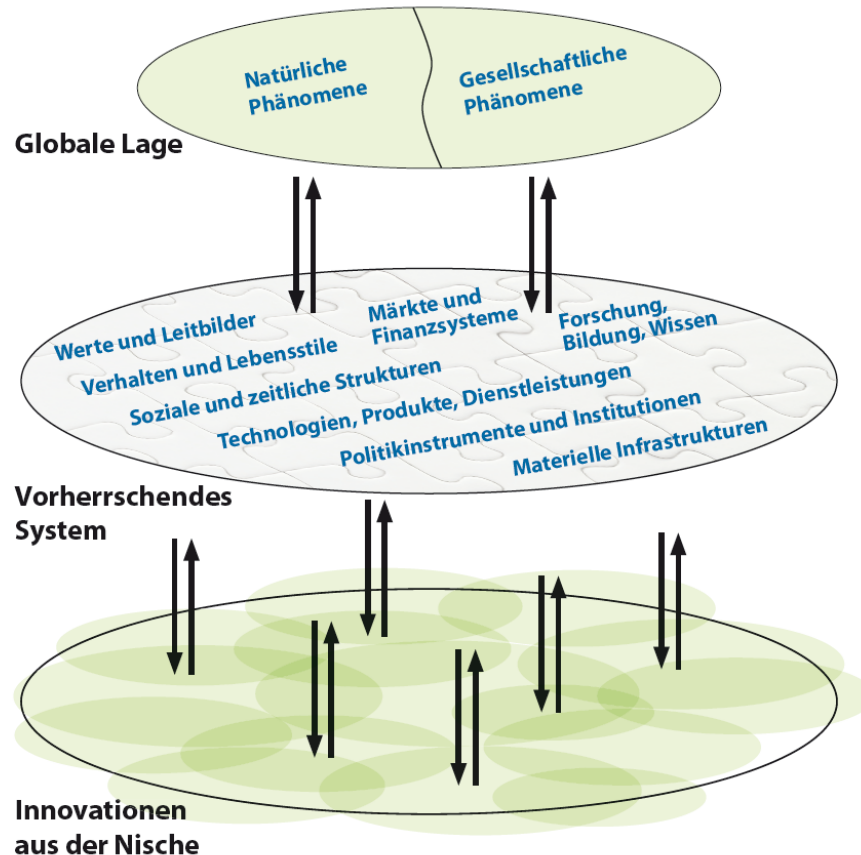 Natürliche
Phänomene
Gesellschaftliche
Phänomene
Globale Lage
Werte und Leitbilder
Märkte und
Finanzsysteme
Forschung,
Bildung, Wissen
Verhalten und Lebensstile
Soziale und zeitliche Strukturen
Technologien, Produkte, Dienstleistungen
Politikinstrumente und Institutionen
Materielle Infrastrukturen
Vorherrschendes
System
Innovationen
aus der Nische